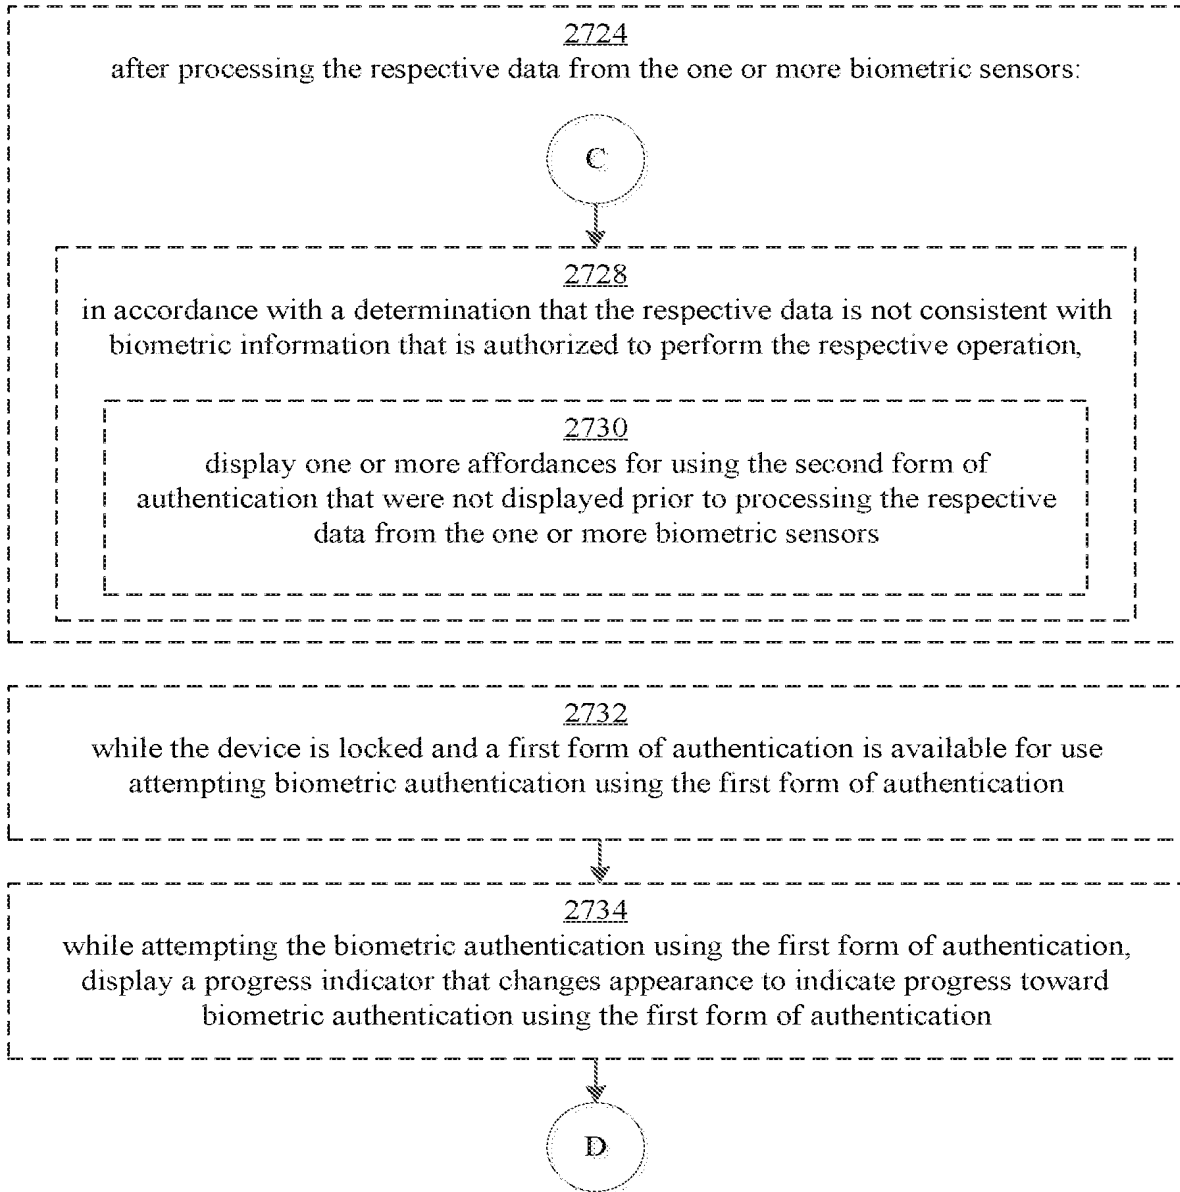 2724
after processing the respective data from the one or more biometric sensors:
C
2728
in accordance with a determination that the respective data is not consistent with
biometric information that is authorized to perform the respective operation,
2730
display one or more affordances for using the second form of
authentication that were not displayed prior to processing the respective
data from the one or more biometric sensors
2732
while the device is locked and a first form of authentication is available for use
attempting biometric authentication using the first form of authentication
2734
while attempting the biometric authentication using the first form of authentication,
display a progress indicator that changes appearance to indicate progress toward
biometric authentication using the first form of authentication
D